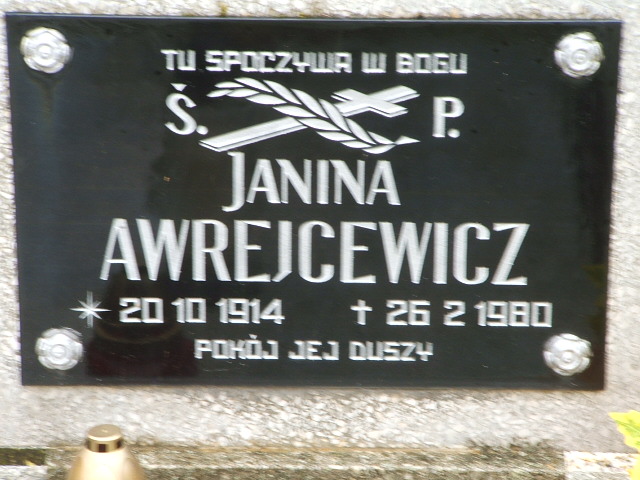 TU SPOCZYWA W BOGU
Ś. P.
JANINA
AWREJCEWICZ
* 20 10 1914 † 26 2 1980
POKÓJ JEJ DUSZY